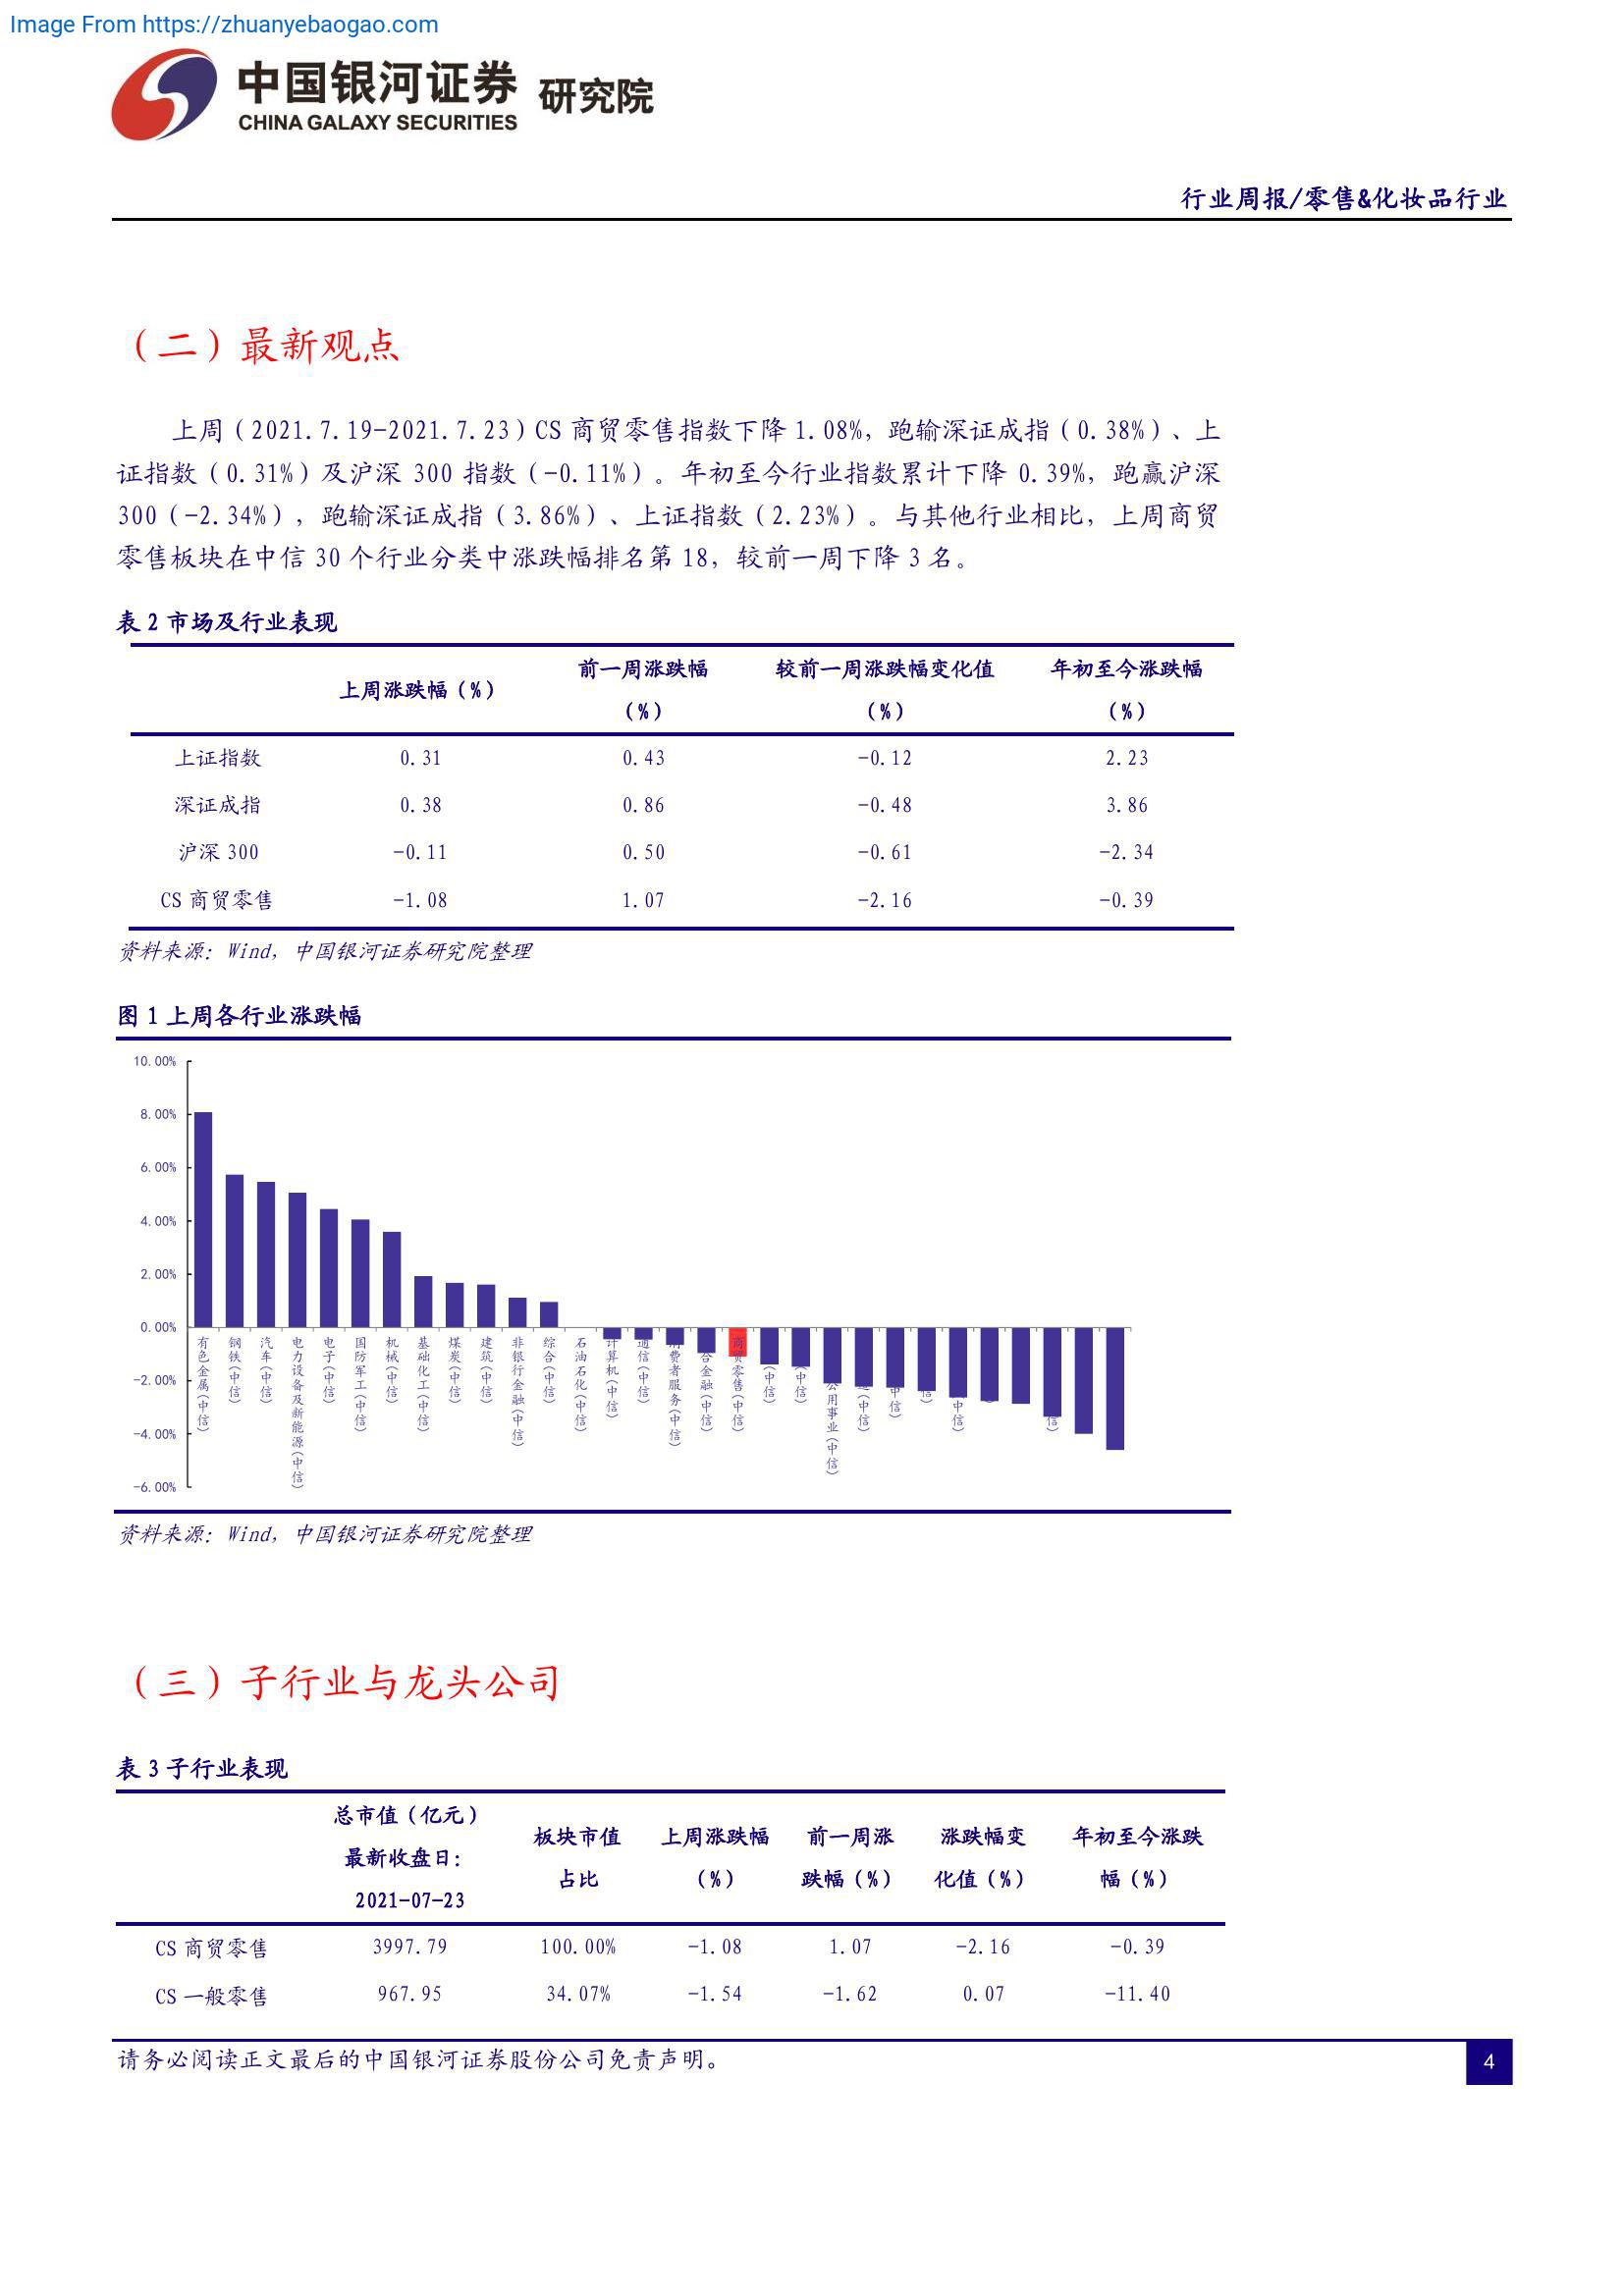 Image From https://zhuanyebaogao.com
中国银河证券 研究院
CHINA GALAXY SECURITIES
行业周报/零售&化妆品行业
（二）最新观点
上周（2021.7.19-2021.7.23）CS 商贸零售指数下降 1.08%，跑输深证成指（0.38%）、上
证指数（0.31%）及沪深 300 指数（-0.11%）。年初至今行业指数累计下降 0.39%，跑赢沪深
300（-2.34%），跑输深证成指（3.86%）、上证指数（2.23%）。与其他行业相比，上周商贸
零售板块在中信 30 个行业分类中涨跌幅排名第 18，较前一周下降 3 名。
表 2 市场及行业表现
上周涨跌幅（%） 前一周涨跌幅（%） 较前一周涨跌幅变化值（%） 年初至今涨跌幅（%）
上证指数 0.31 0.43 -0.12 2.23
深证成指 0.38 0.86 -0.48 3.86
沪深 300 -0.11 0.50 -0.61 -2.34
CS 商贸零售 -1.08 1.07 -2.16 -0.39
资料来源：Wind，中国银河证券研究院整理
图 1 上周各行业涨跌幅
10.00%
8.00%
6.00%
4.00%
2.00%
0.00%
-2.00%
-4.00%
-6.00%
有色金属(中信)
钢铁(中信)
汽车(中信)
电力设备及新能源(中信)
电子(中信)
国防军工(中信)
机械(中信)
基础化工(中信)
煤炭(中信)
建筑(中信)
非银行金融(中信)
综合(中信)
石油石化(中信)
计算机(中信)
通信(中信)
消费者服务(中信)
合金融(中信)
商贸零售(中信)
(中信)
(中信)
公用事业(中信)
(中信)
中信)
信)
中信)
信)
资料来源：Wind，中国银河证券研究院整理
（三）子行业与龙头公司
表 3 子行业表现
总市值（亿元）最新收盘日：2021-07-23 板块市值占比 上周涨跌幅（%） 前一周涨跌幅（%） 涨跌幅变化值（%） 年初至今涨跌幅（%）
CS 商贸零售 3997.79 100.00% -1.08 1.07 -2.16 -0.39
CS 一般零售 967.95 34.07% -1.54 -1.62 0.07 -11.40
请务必阅读正文最后的中国银河证券股份公司免责声明。
4